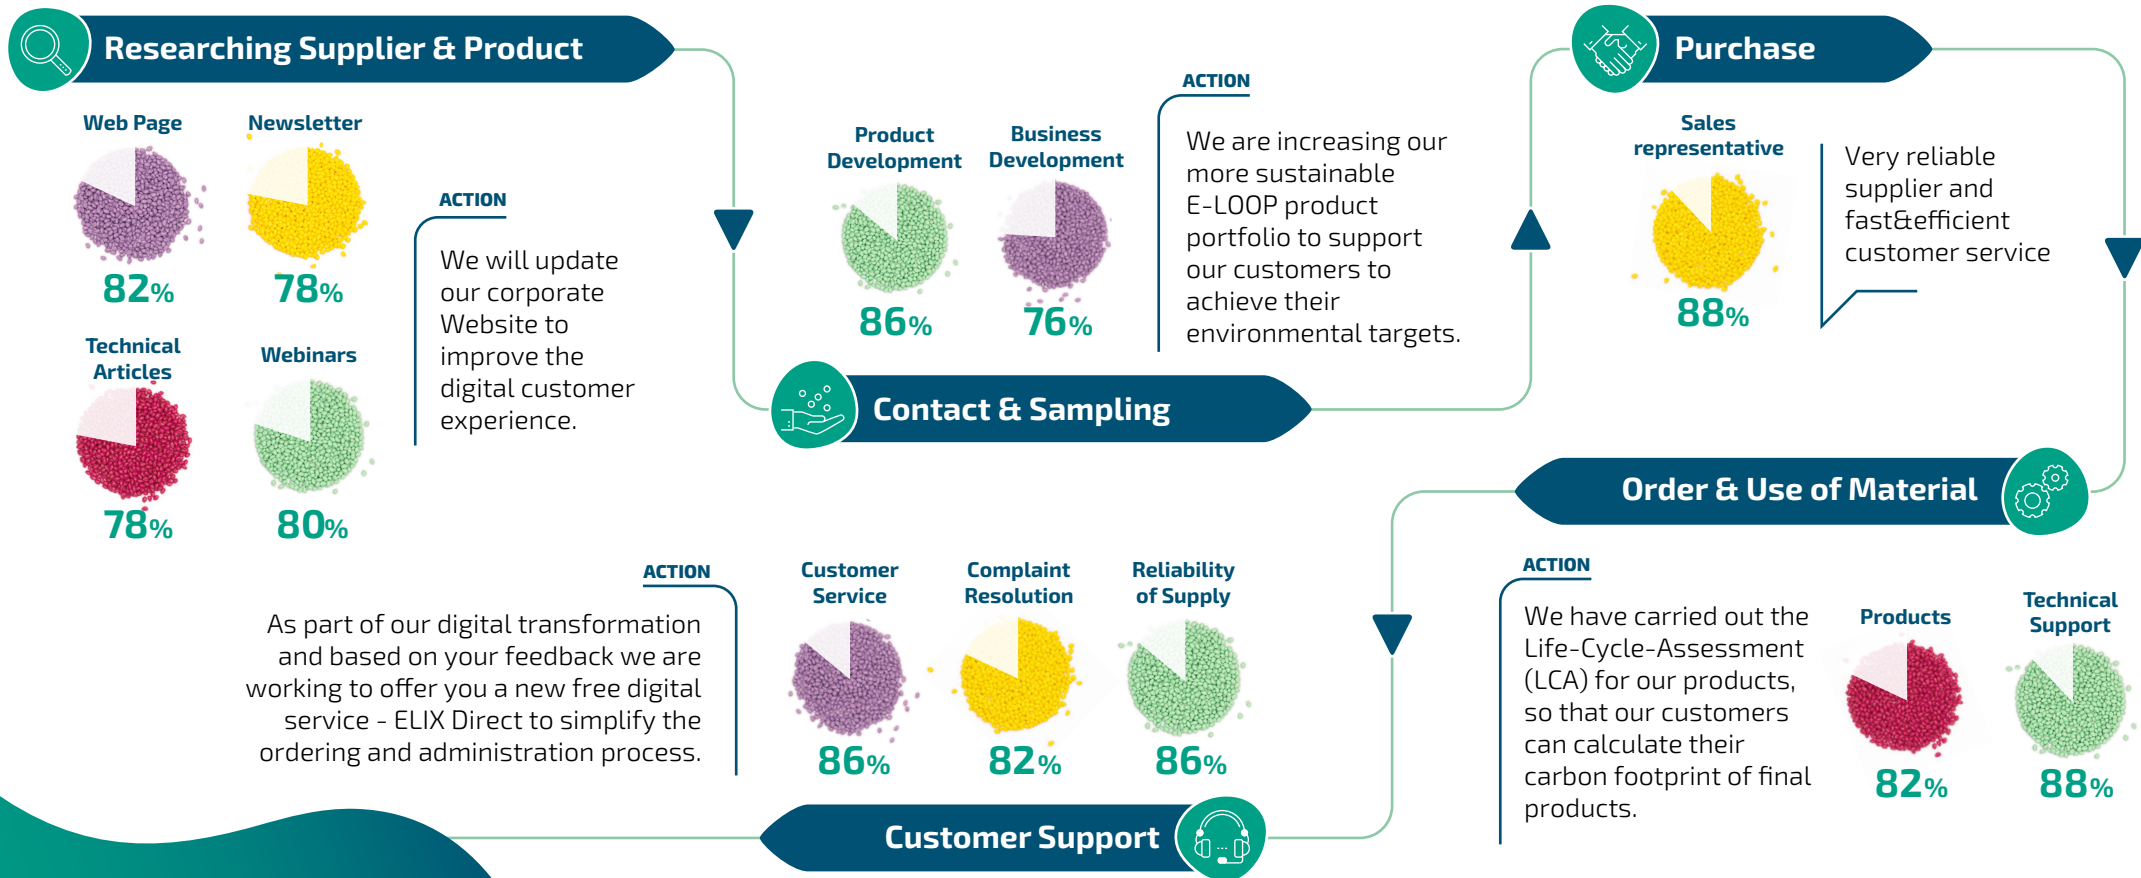 Researching Supplier & Product
Web Page
82%
Newsletter
78%
Technical
Articles
78%
Webinars
80%
ACTION
We will update
our corporate
Website to
improve the
digital customer
experience.
Product
Development
86%
Business
Development
76%
ACTION
We are increasing our
more sustainable
E-LOOP product
portfolio to support
our customers to
achieve their
environmental targets.
Contact & Sampling
Purchase
Sales
representative
88%
Very reliable
supplier and
fast&efficient
customer service
Order & Use of Material
ACTION
We have carried out the
Life-Cycle-Assessment
(LCA) for our products,
so that our customers
can calculate their
carbon footprint of final
products.
Products
82%
Technical
Support
88%
ACTION
As part of our digital transformation
and based on your feedback we are
working to offer you a new free digital
service - ELIX Direct to simplify the
ordering and administration process.
Customer
Service
86%
Complaint
Resolution
82%
Reliability
of Supply
86%
Customer Support